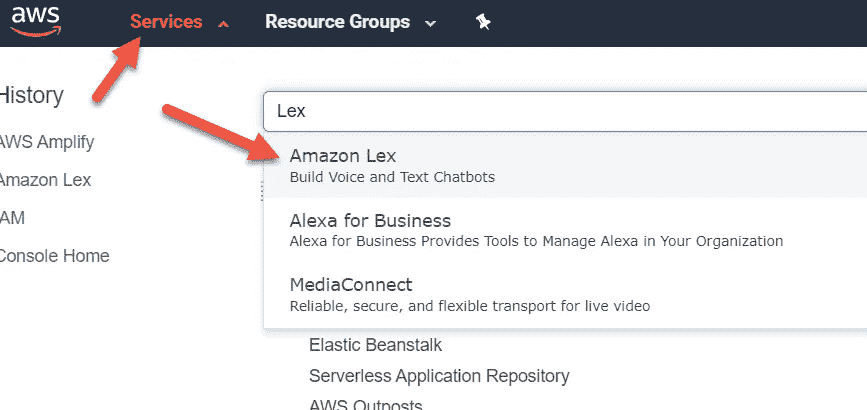 aws
Services
Resource Groups
History
AWS Amplify
Amazon Lex
IAM
Console Home
Lex
Amazon Lex
Build Voice and Text Chatbots
Alexa for Business
Alexa for Business Provides Tools to Manage Alexa in Your Organization
MediaConnect
Reliable, secure, and flexible transport for live video
Elastic Beanstalk
Serverless Application Repository
AWS Outposts